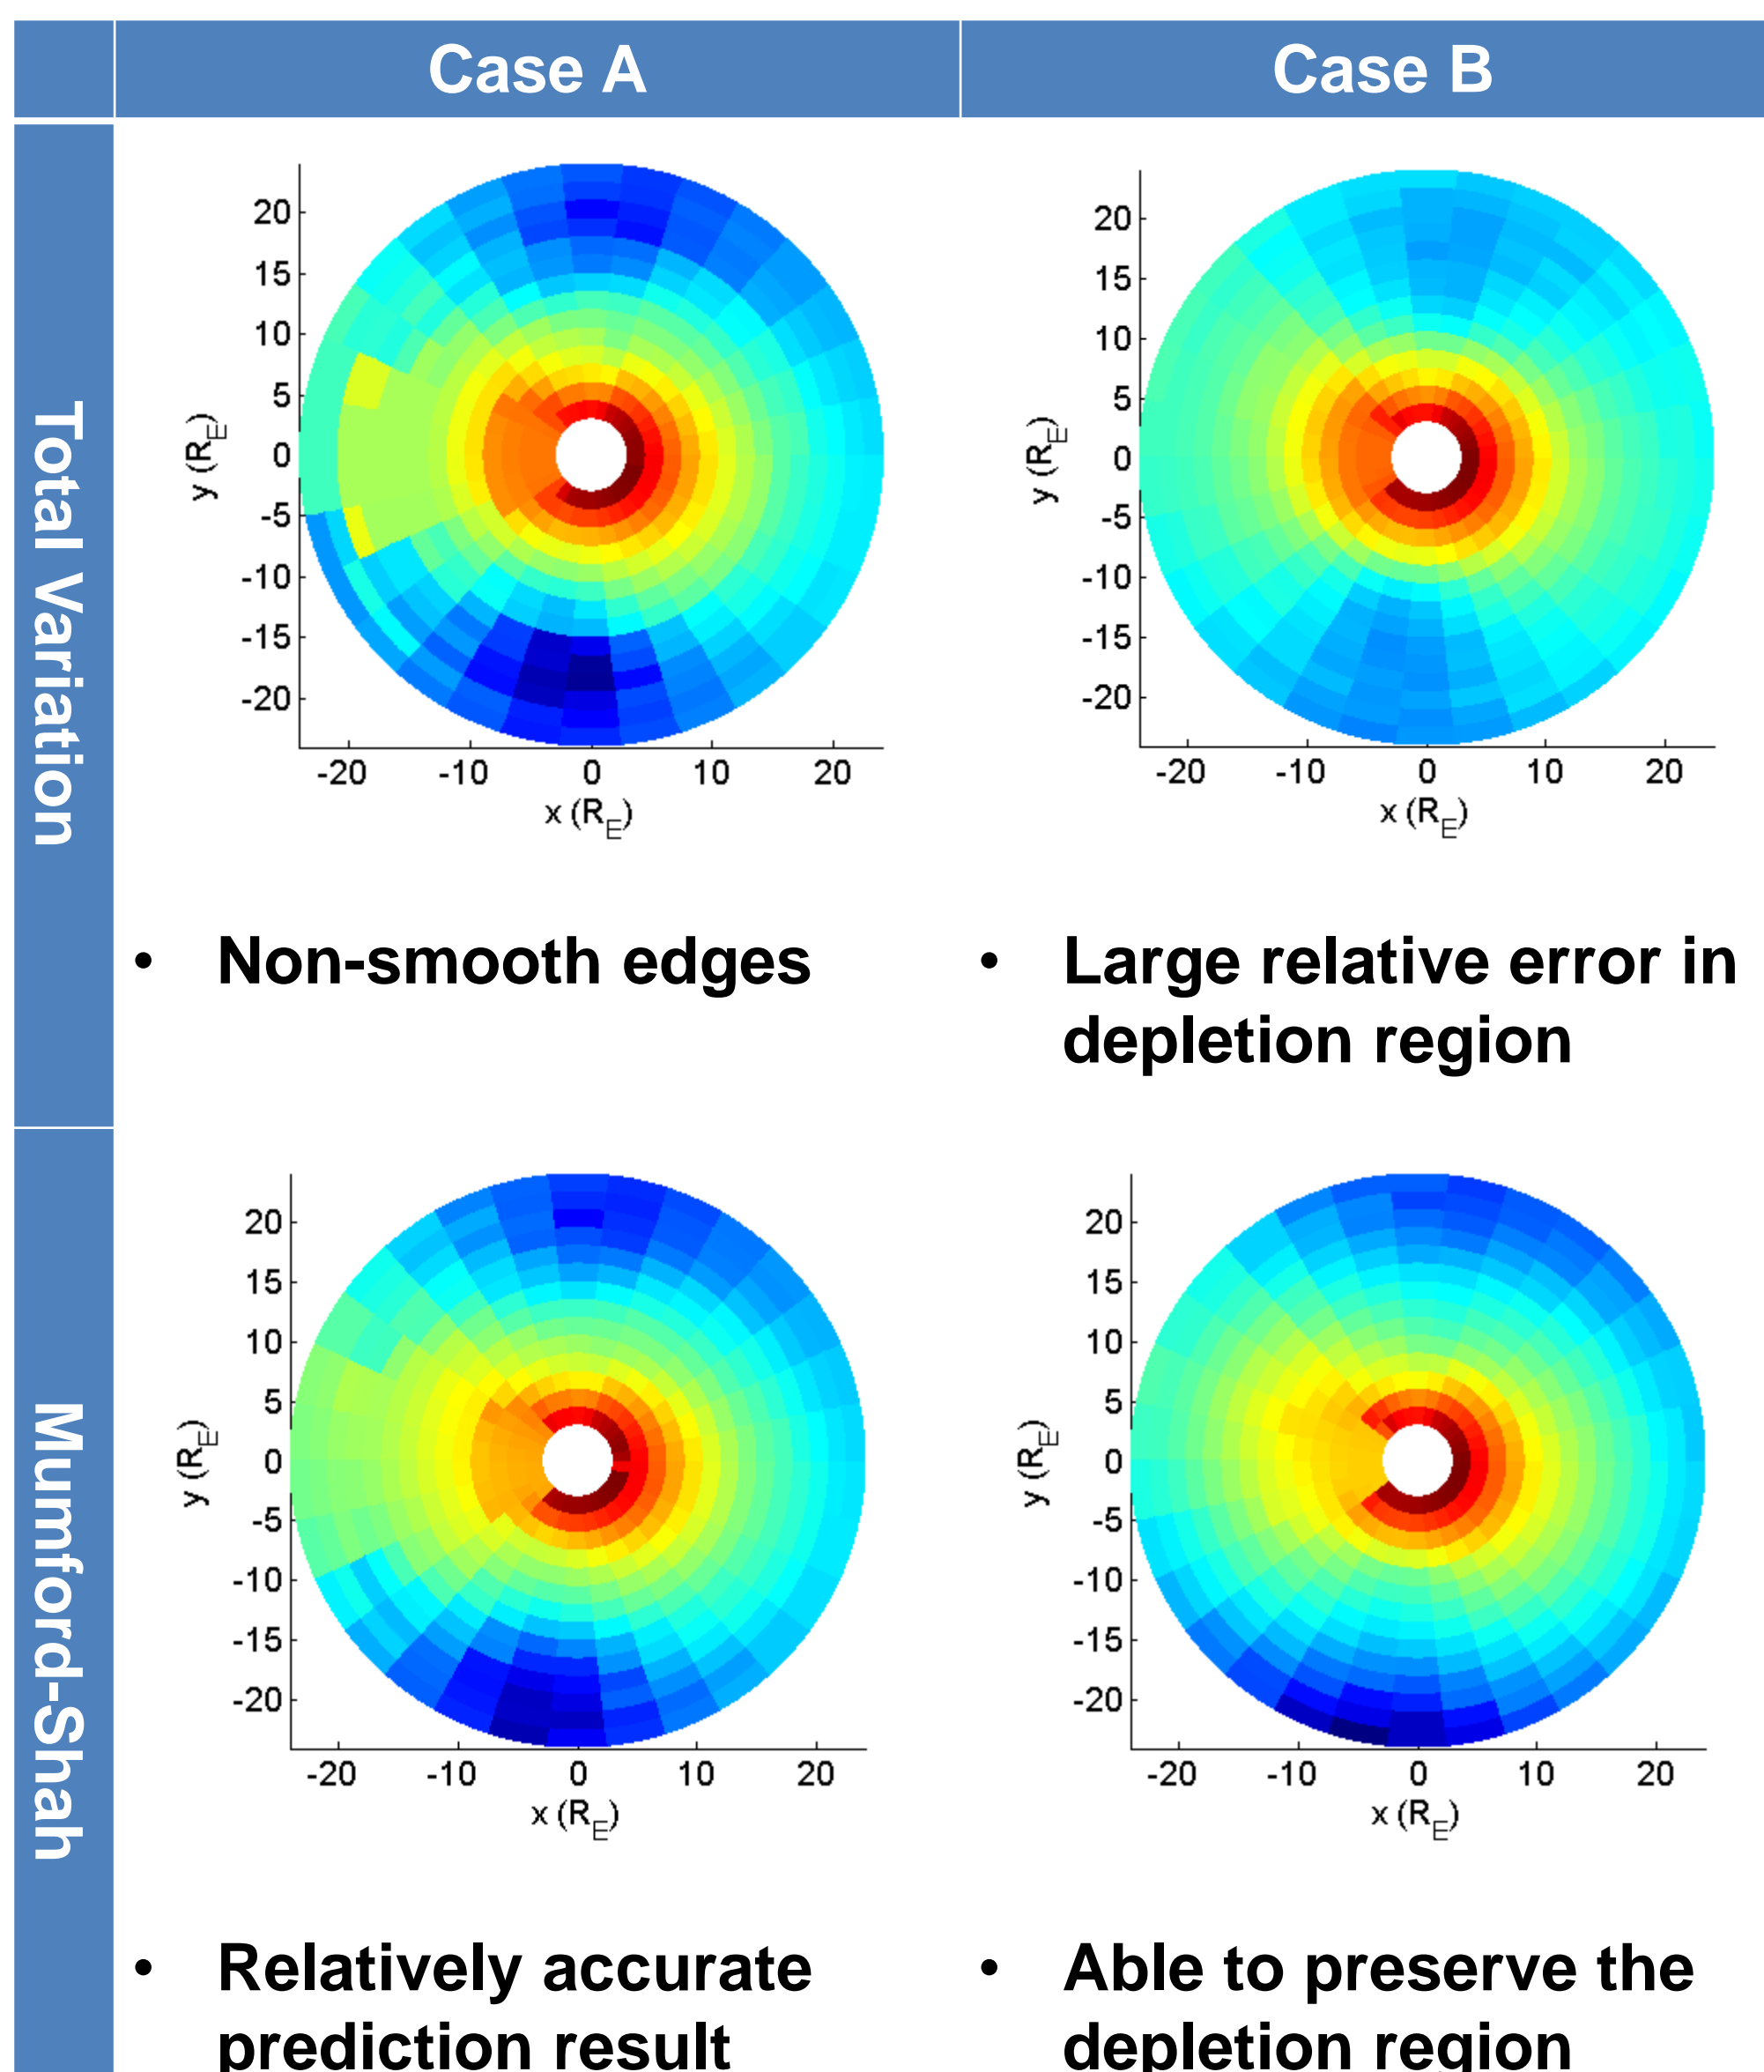 Case A
Case B
Total Variation
20
15
10
5
0
-5
-10
-15
-20
y (R_E)
-20 -10 0 10 20
x (R_E)
20
15
10
5
0
-5
-10
-15
-20
y (R_E)
-20 -10 0 10 20
x (R_E)
• Non-smooth edges
• Large relative error in
depletion region
Mumford-Shah
20
15
10
5
0
-5
-10
-15
-20
y (R_E)
-20 -10 0 10 20
x (R_E)
20
15
10
5
0
-5
-10
-15
-20
y (R_E)
-20 -10 0 10 20
x (R_E)
• Relatively accurate
prediction result
• Able to preserve the
depletion region